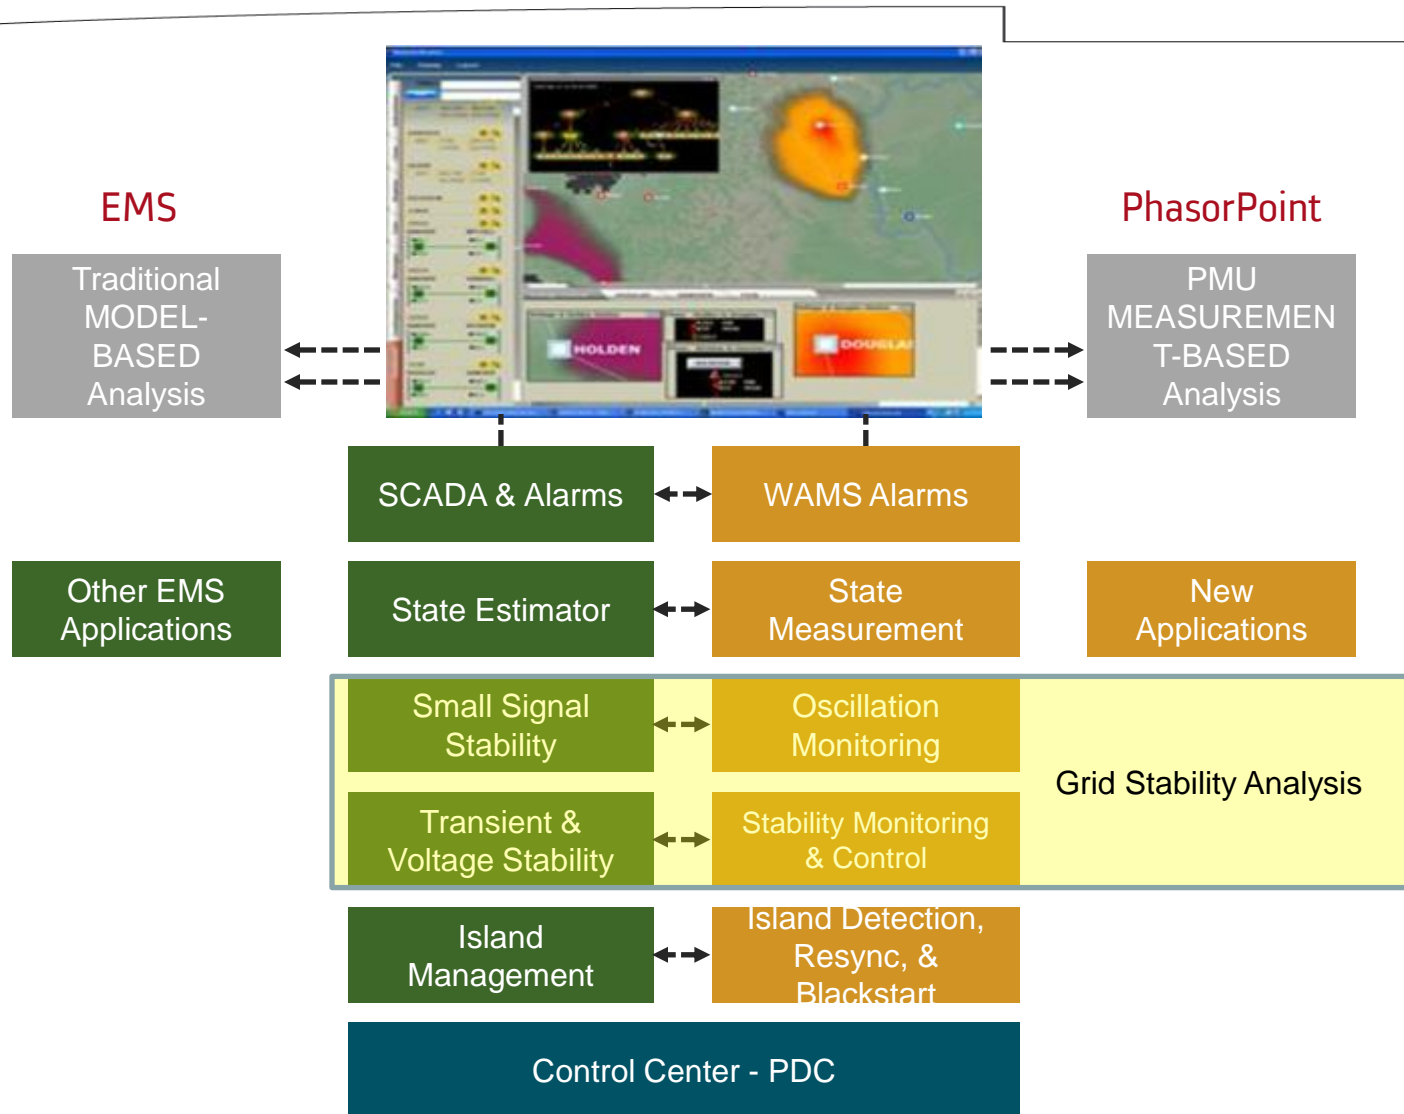 EMS
PhasorPoint
Traditional
MODEL-
BASED
Analysis
PMU
MEASUREMEN
T-BASED
Analysis
HOLDEN
DOUGLA
SCADA & Alarms
WAMS Alarms
Other EMS
Applications
State Estimator
State
Measurement
New
Applications
Small Signal
Stability
Oscillation
Monitoring
Grid Stability Analysis
Transient &
Voltage Stability
Stability Monitoring
& Control
Island
Management
Island Detection,
Resync, &
Blackstart
Control Center - PDC